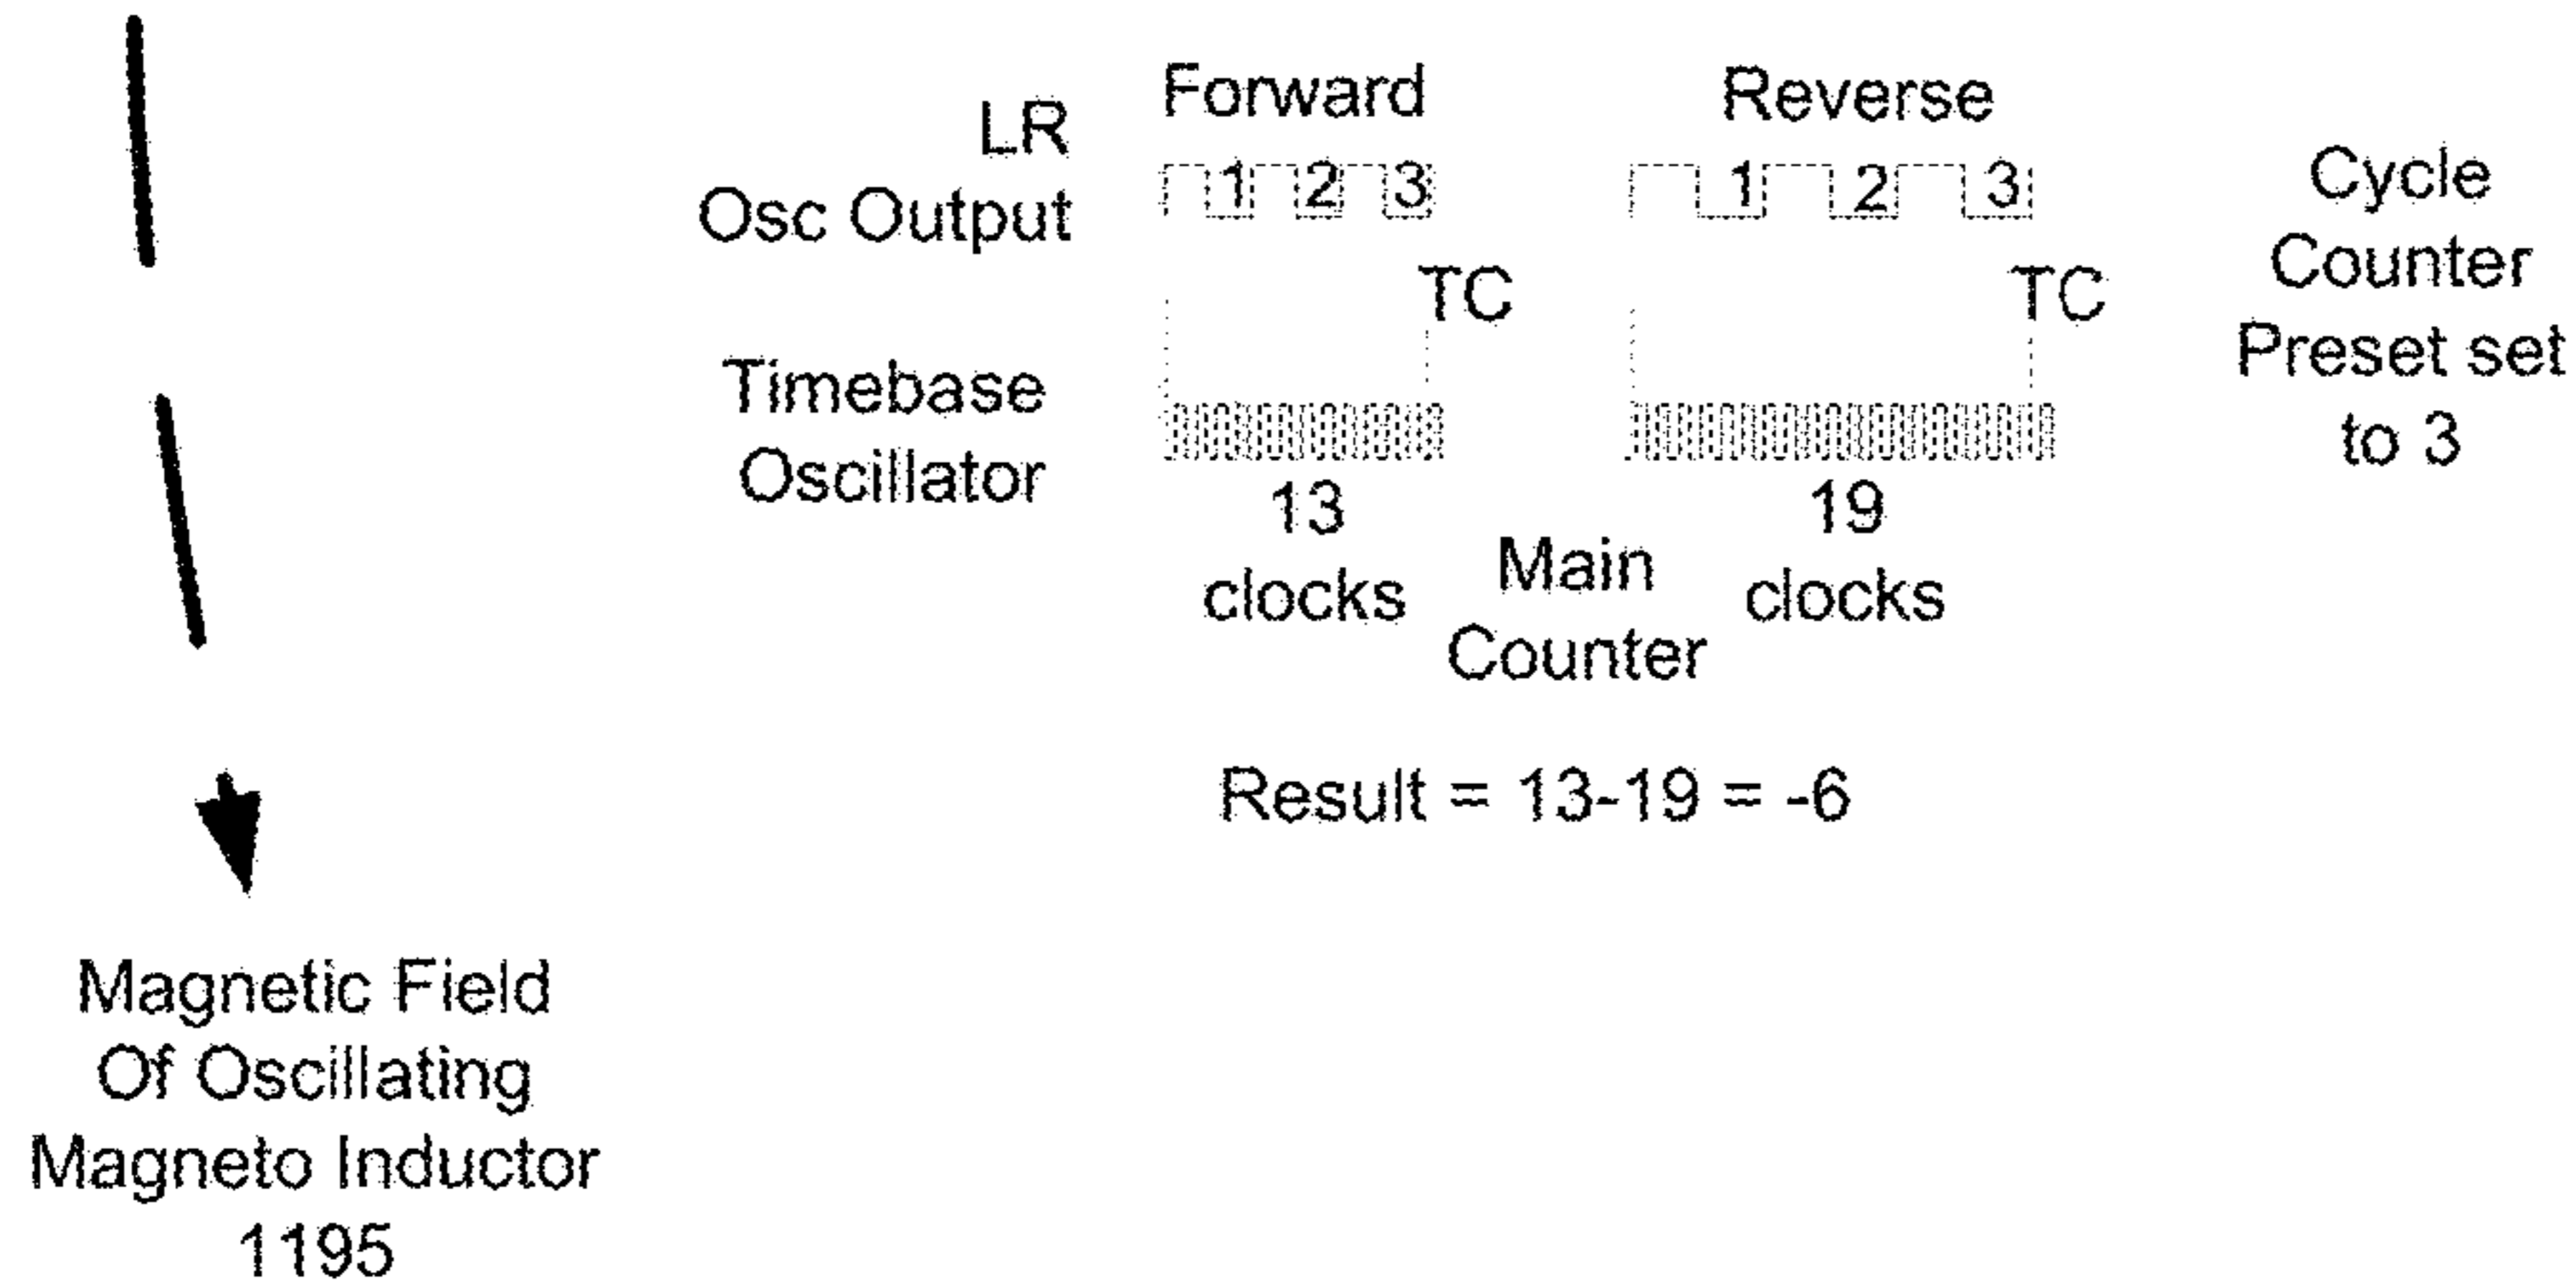 LR
Osc Output
Forward
1 2 3
TC
Reverse
1 2 3
TC
Cycle
Counter
Preset set
to 3
Timebase
Oscillator
13
clocks
Main
Counter
19
clocks
Result = 13-19 = -6
Magnetic Field
Of Oscillating
Magneto Inductor
1195